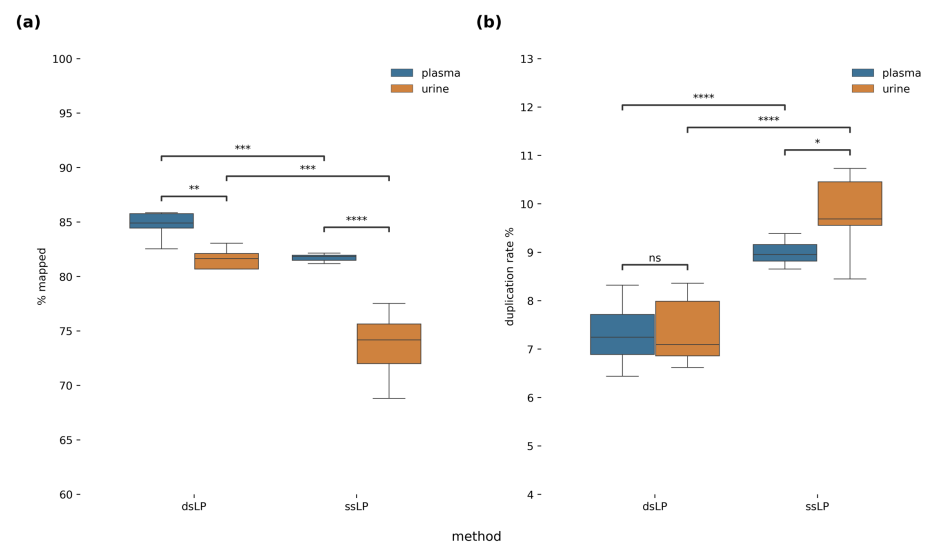 (a)
% mapped
100
95
90
85
80
75
70
65
60
plasma
urine
***
***
**
****
dsLP
ssLP
(b)
duplication rate %
13
12
11
10
9
8
7
6
5
4
plasma
urine
****
****
*
ns
dsLP
ssLP
method